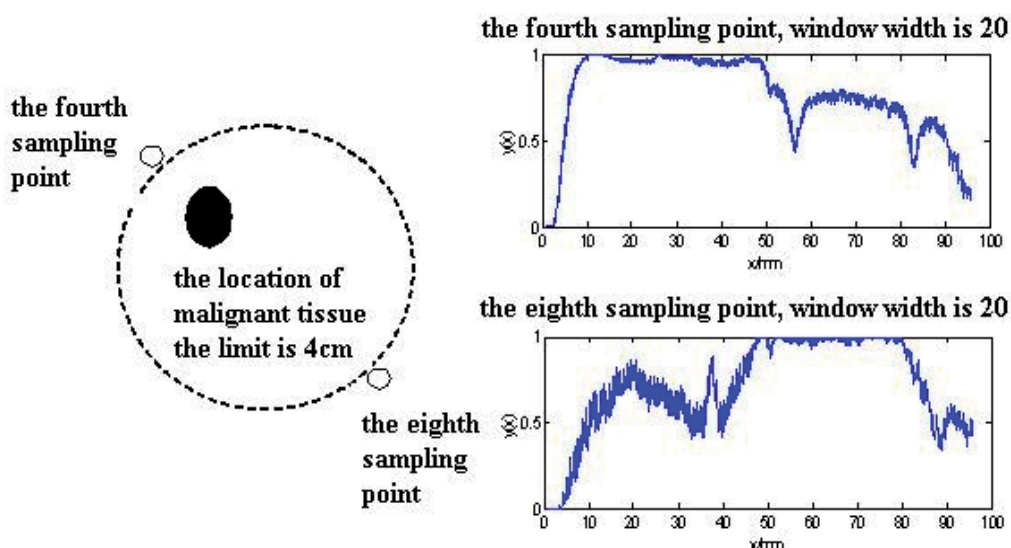 the fourth
sampling
point
the location of
malignant tissue
the limit is 4cm
the eighth
sampling
point
the fourth sampling point, window width is 20
1
0.5
0
y(x)
0 10 20 30 40 50 60 70 80 90 100
x/mm
the eighth sampling point, window width is 20
1
0.5
0
y(x)
0 10 20 30 40 50 60 70 80 90 100
x/mm